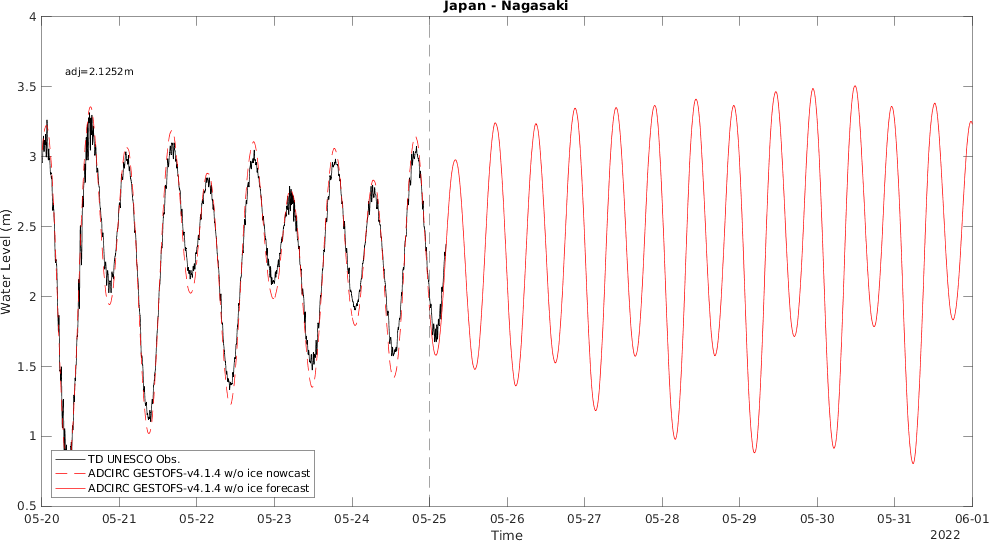 Japan - Nagasaki
adj=2.1252m
4
3.5
3
2.5
2
1.5
1
0.5
Water Level (m)
TD UNESCO Obs.
ADCIRC GESTOFS-v4.1.4 w/o ice nowcast
ADCIRC GESTOFS-v4.1.4 w/o ice forecast
05-20 05-21 05-22 05-23 05-24 05-25 05-26 05-27 05-28 05-29 05-30 05-31 06-01
Time
2022